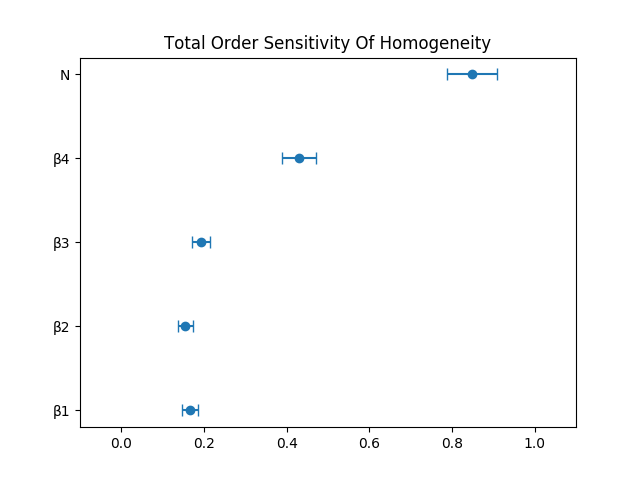 Total Order Sensitivity Of Homogeneity
N
β4
β3
β2
β1
0.0 0.2 0.4 0.6 0.8 1.0